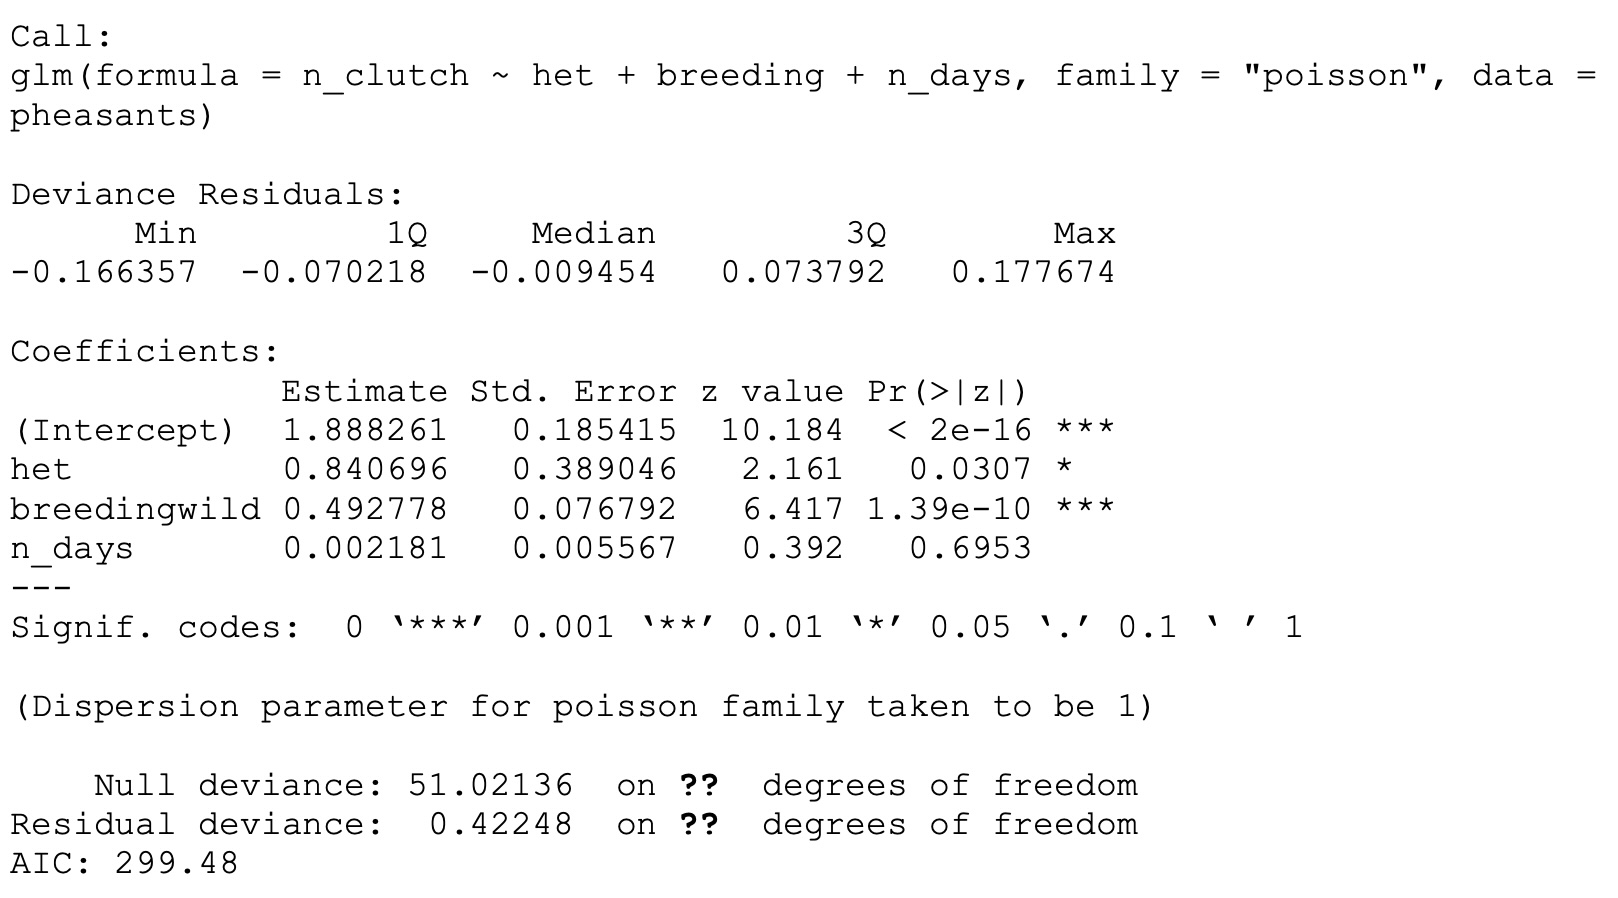 Call:
glm(formula = n_clutch ~ het + breeding + n_days, family = "poisson", data =
pheasants)
Deviance Residuals:
Min 1Q Median 3Q Max
-0.166357 -0.070218 -0.009454 0.073792 0.177674
Coefficients:
Estimate Std. Error z value Pr(>|z|)
(Intercept) 1.888261 0.185415 10.184 < 2e-16 ***
het 0.840696 0.389046 2.161 0.0307 *
breedingwild 0.492778 0.076792 6.417 1.39e-10 ***
n_days 0.002181 0.005567 0.392 0.6953
---
Signif. codes: 0 ‘***’ 0.001 ‘**’ 0.01 ‘*’ 0.05 ‘.’ 0.1 ‘ ’ 1
(Dispersion parameter for poisson family taken to be 1)
Null deviance: 51.02136 on ?? degrees of freedom
Residual deviance: 0.42248 on ?? degrees of freedom
AIC: 299.48